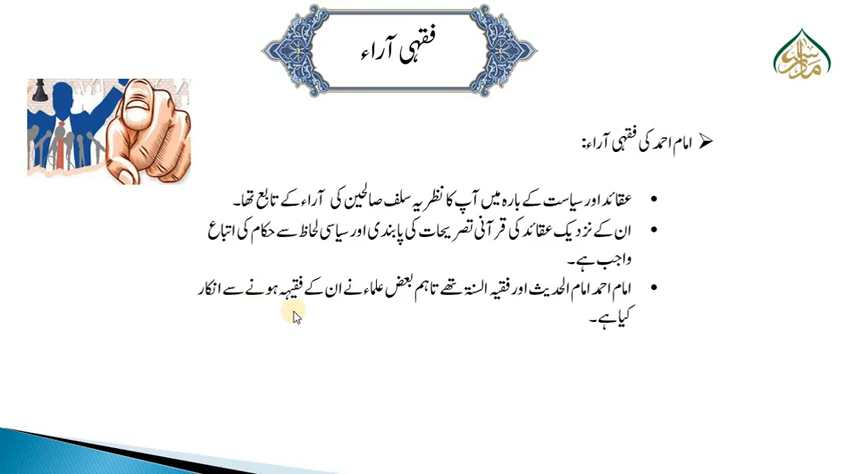 فقہی آراء
امام احمد کی فقہی آراء:
عقائد اور سیاست کے بارہ میں آپ کا نظریہ سلف صالحین کی آراء کے تابع تھا۔
ان کے نزدیک عقائد کی قرآنی تصریحات کی پابندی اور سیاسی لحاظ سے حکام کی اتباع
واجب ہے۔
امام احمد امام الحدیث اور فقیہ السنۃ تھے تاہم بعض علماء نے ان کے فقیہہ ہونے سے انکار
کیا ہے۔